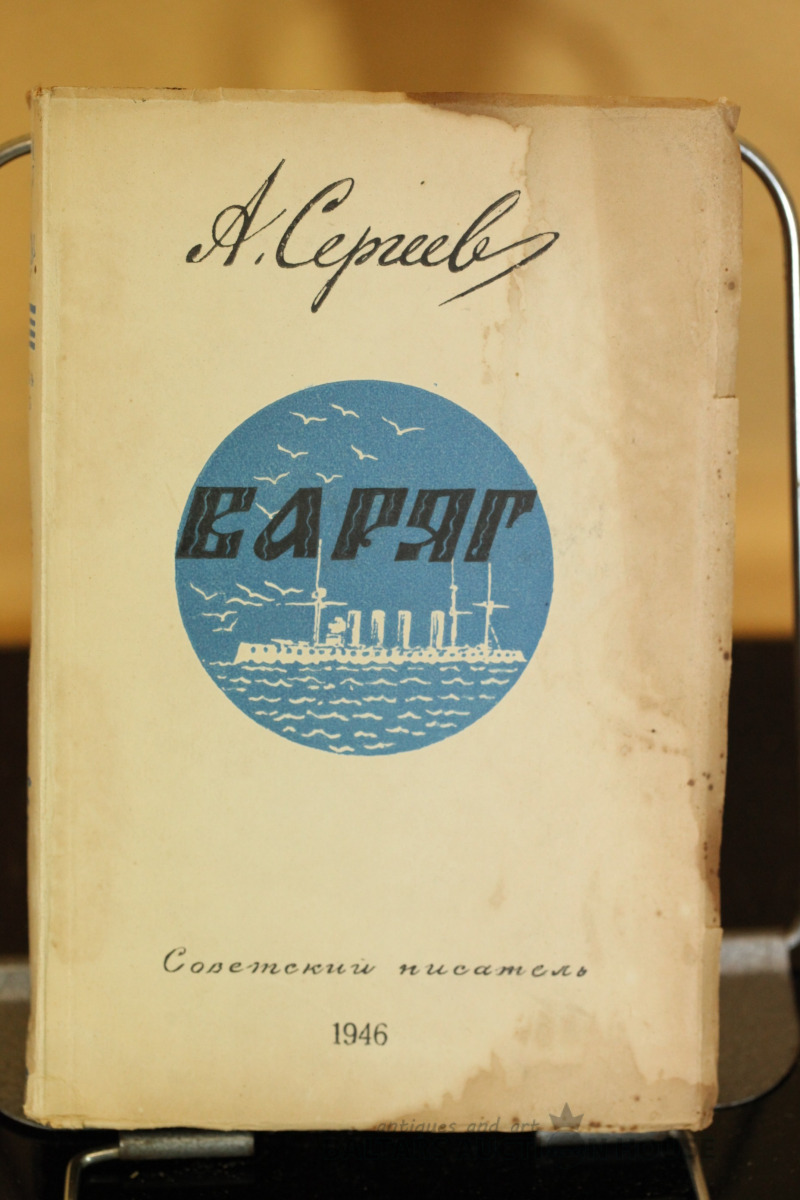 А. Сергеев
ВАРЯГ
Советский писатель
1946
antiques and art